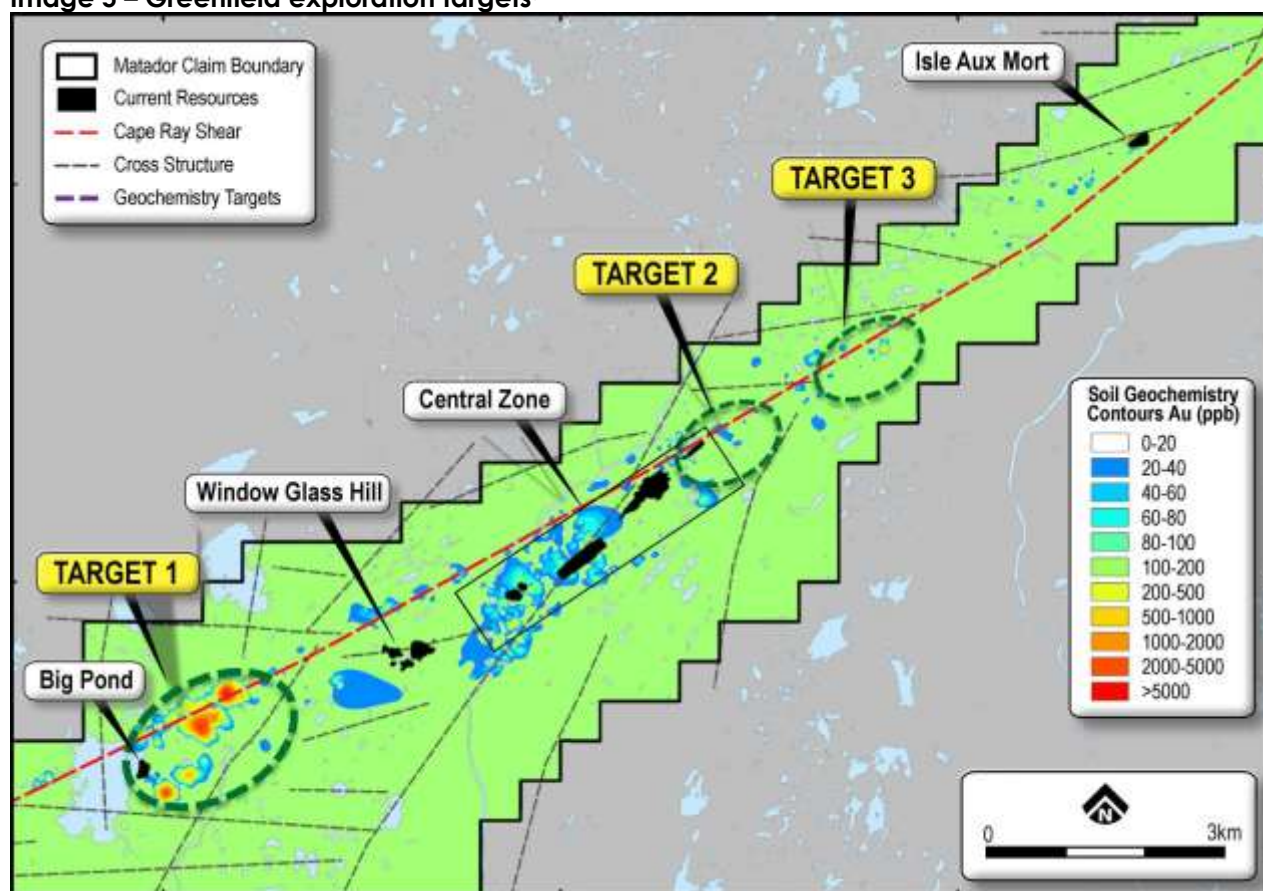 Image 5 – Greenfield exploration targets
Matador Claim Boundary
Current Resources
Cape Ray Shear
Cross Structure
Geochemistry Targets
Isle Aux Mort
TARGET 3
TARGET 2
Central Zone
Window Glass Hill
TARGET 1
Big Pond
Soil Geochemistry
Contours Au (ppb)
0-20
20-40
40-60
60-80
80-100
100-200
200-500
500-1000
1000-2000
2000-5000
>5000
N
0
3km